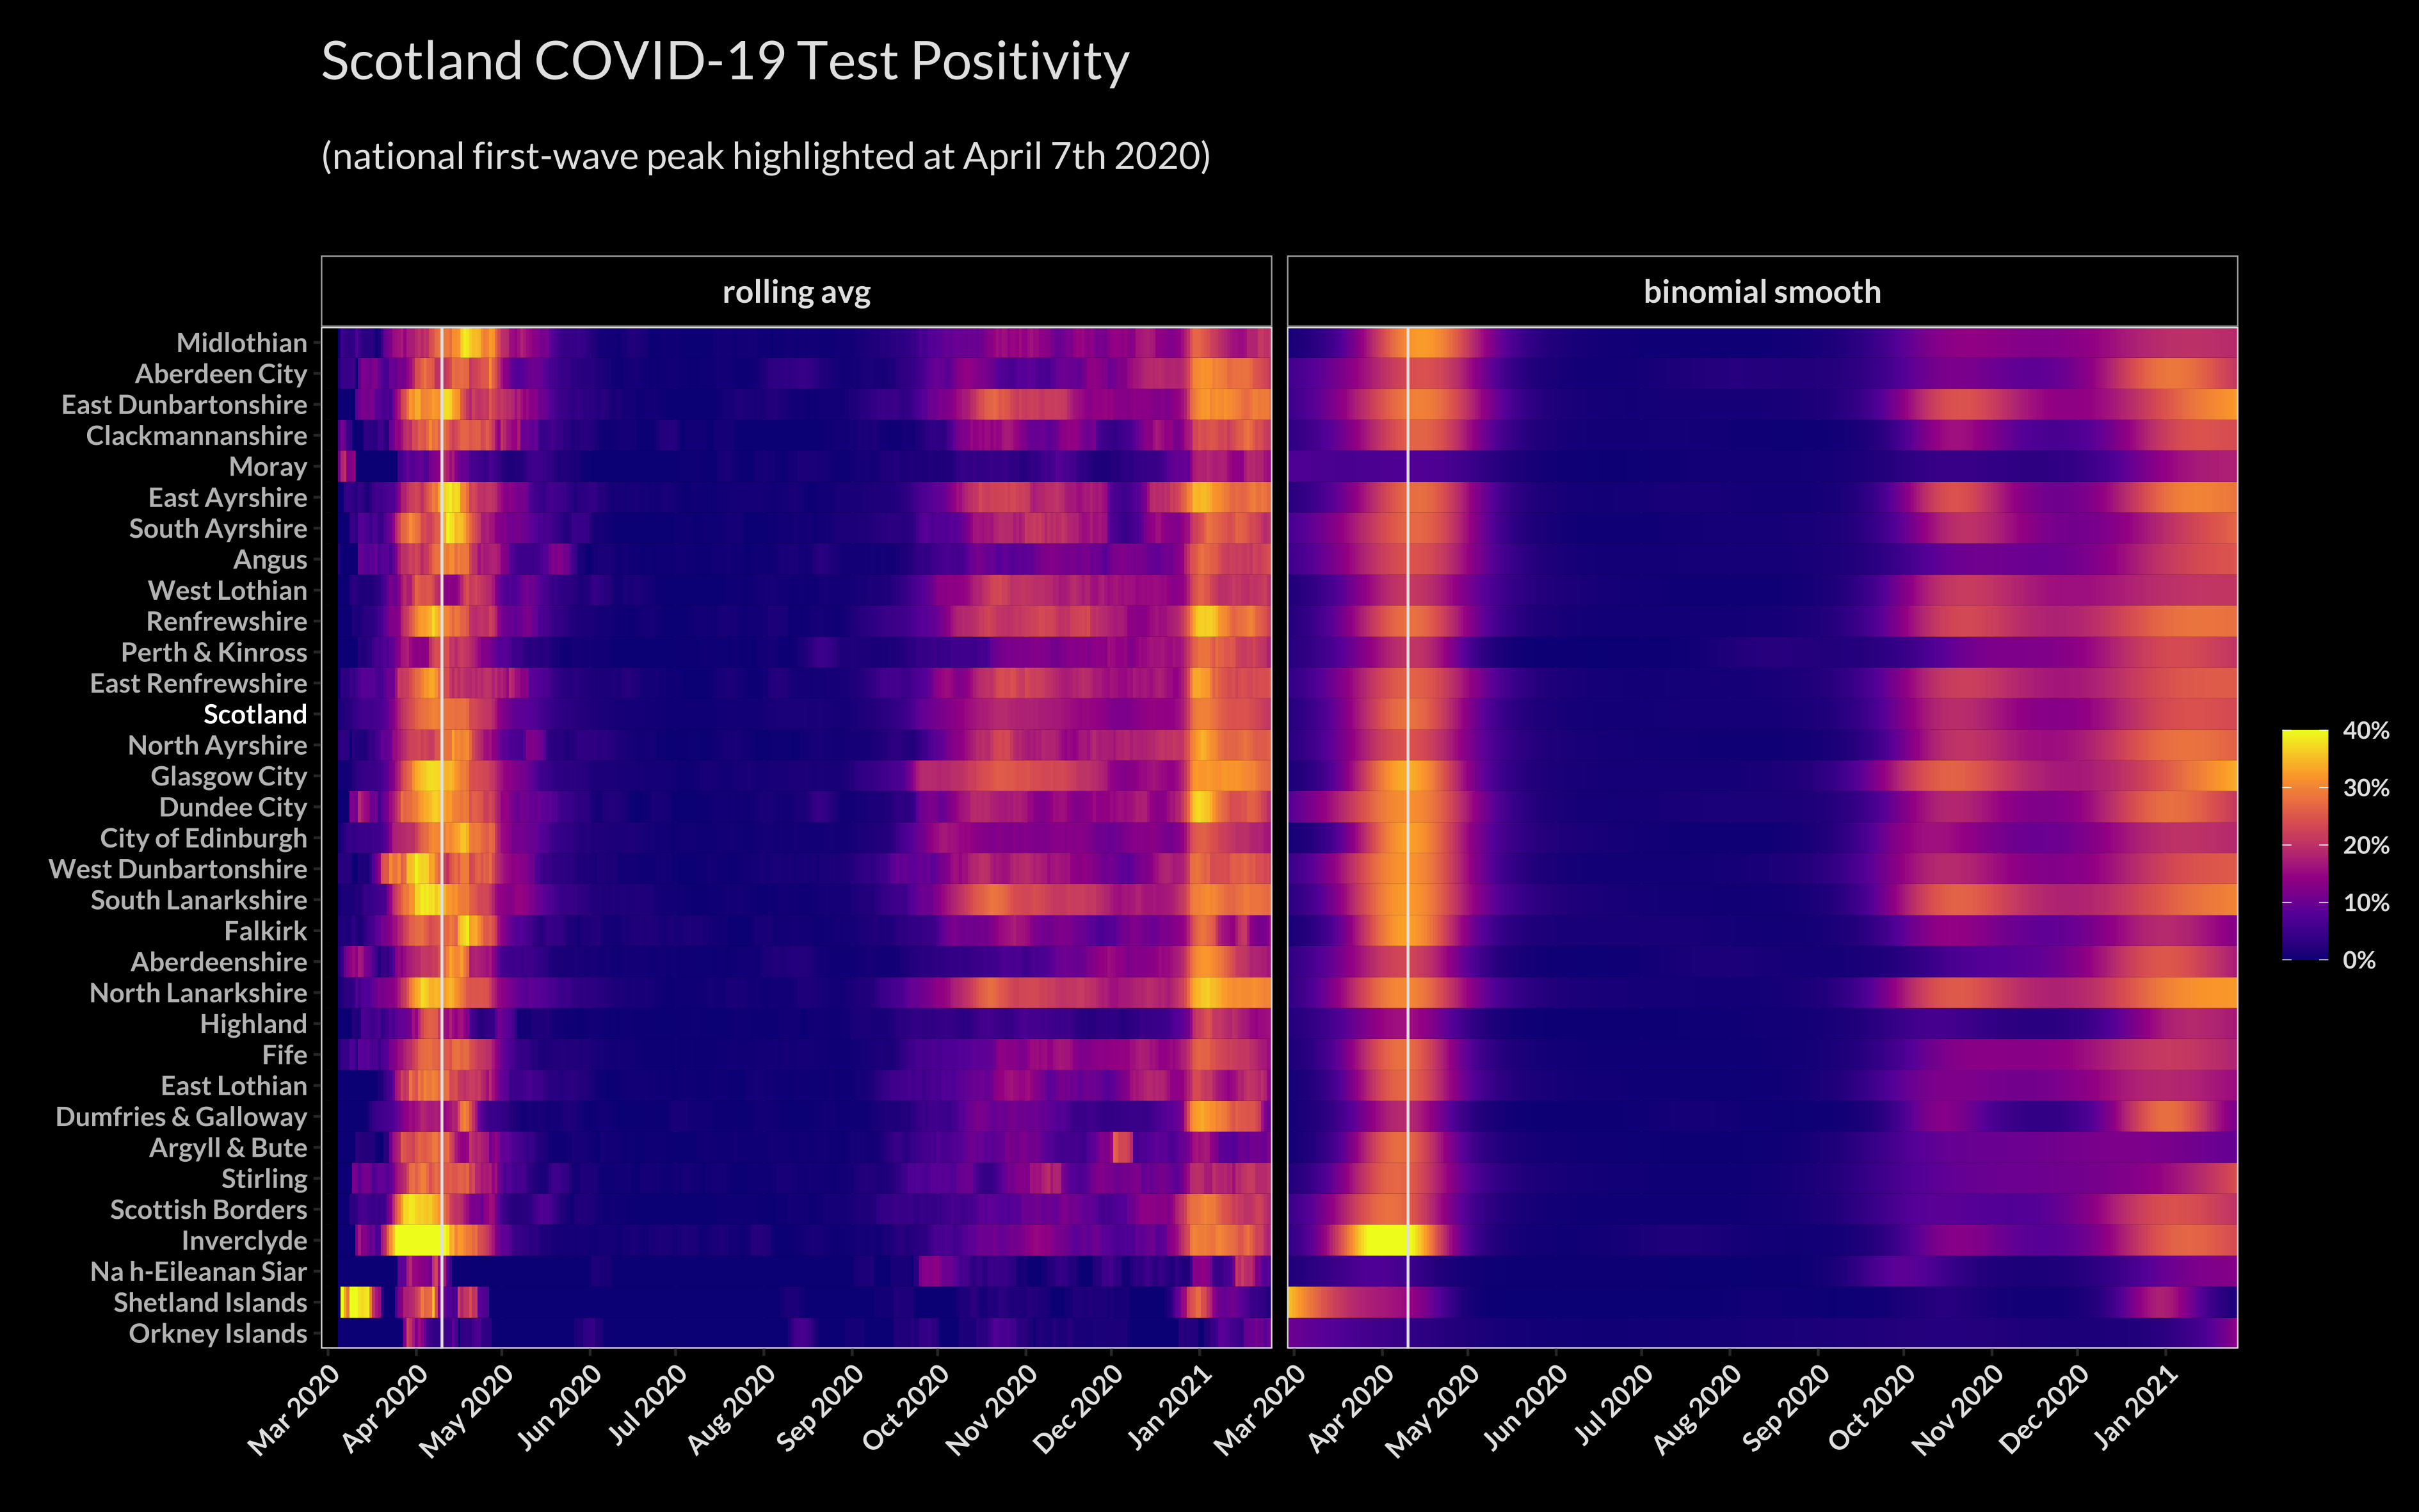 Scotland COVID-19 Test Positivity
(national first-wave peak highlighted at April 7th 2020)
rolling avg
binomial smooth
Midlothian
Aberdeen City
East Dunbartonshire
Clackmannanshire
Moray
East Ayrshire
South Ayrshire
Angus
West Lothian
Renfrewshire
Perth & Kinross
East Renfrewshire
Scotland
North Ayrshire
Glasgow City
Dundee City
City of Edinburgh
West Dunbartonshire
South Lanarkshire
Falkirk
Aberdeenshire
North Lanarkshire
Highland
Fife
East Lothian
Dumfries & Galloway
Argyll & Bute
Stirling
Scottish Borders
Inverclyde
Na h-Eileanan Siar
Shetland Islands
Orkney Islands
40%
30%
20%
10%
0%
Mar 2020
Apr 2020
May 2020
Jun 2020
Jul 2020
Aug 2020
Sep 2020
Oct 2020
Nov 2020
Dec 2020
Jan 2021
Mar 2020
Apr 2020
May 2020
Jun 2020
Jul 2020
Aug 2020
Sep 2020
Oct 2020
Nov 2020
Dec 2020
Jan 2021